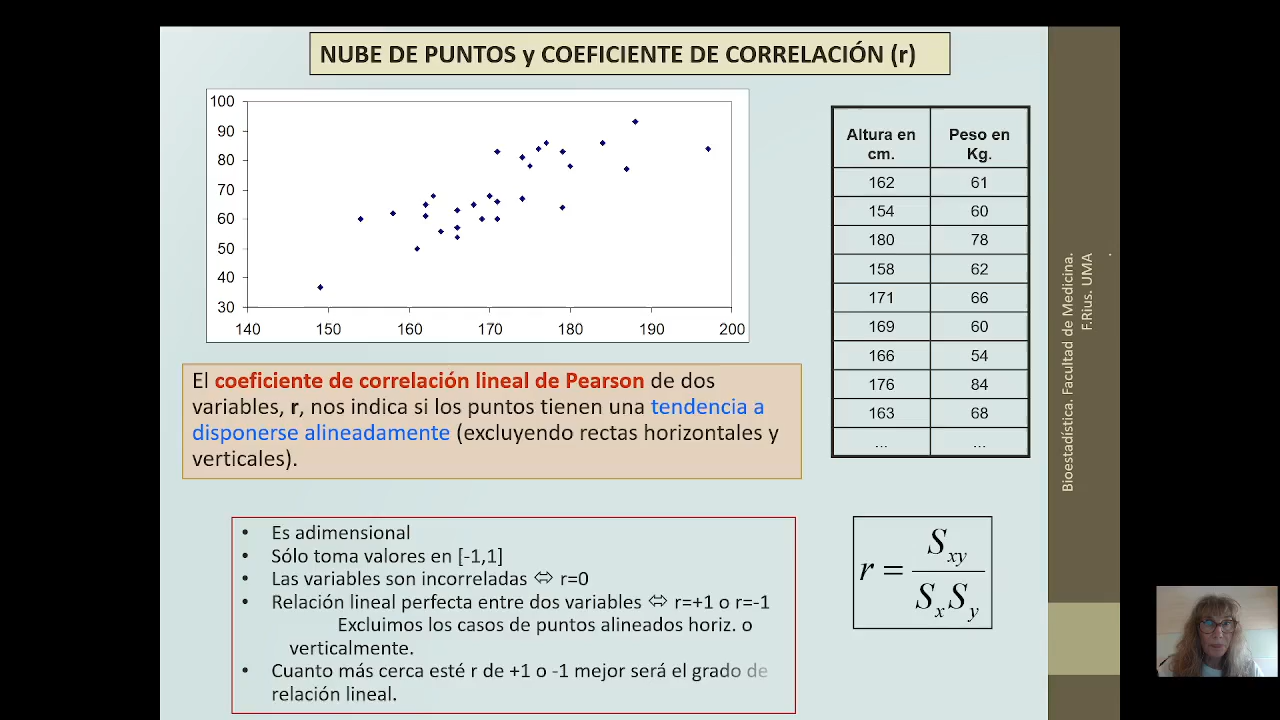 NUBE DE PUNTOS y COEFICIENTE DE CORRELACIÓN (r)
100
90
80
70
60
50
40
30
140 150 160 170 180 190 200
Altura en cm. Peso en Kg.
162 61
154 60
180 78
158 62
171 66
169 60
166 54
176 84
163 68
... ...
El coeficiente de correlación lineal de Pearson de dos
variables, r, nos indica si los puntos tienen una tendencia a
disponerse alineadamente (excluyendo rectas horizontales y
verticales).
• Es adimensional
• Sólo toma valores en [-1,1]
• Las variables son incorreladas ⇔ r=0
• Relación lineal perfecta entre dos variables ⇔ r=+1 o r=-1
Excluimos los casos de puntos alineados horiz. o
verticalmente.
• Cuanto más cerca esté r de +1 o -1 mejor será el grado de
relación lineal.
r = Sxy / SxSy
Bioestadística. Facultad de Medicina.
F.Rius. UMA
.